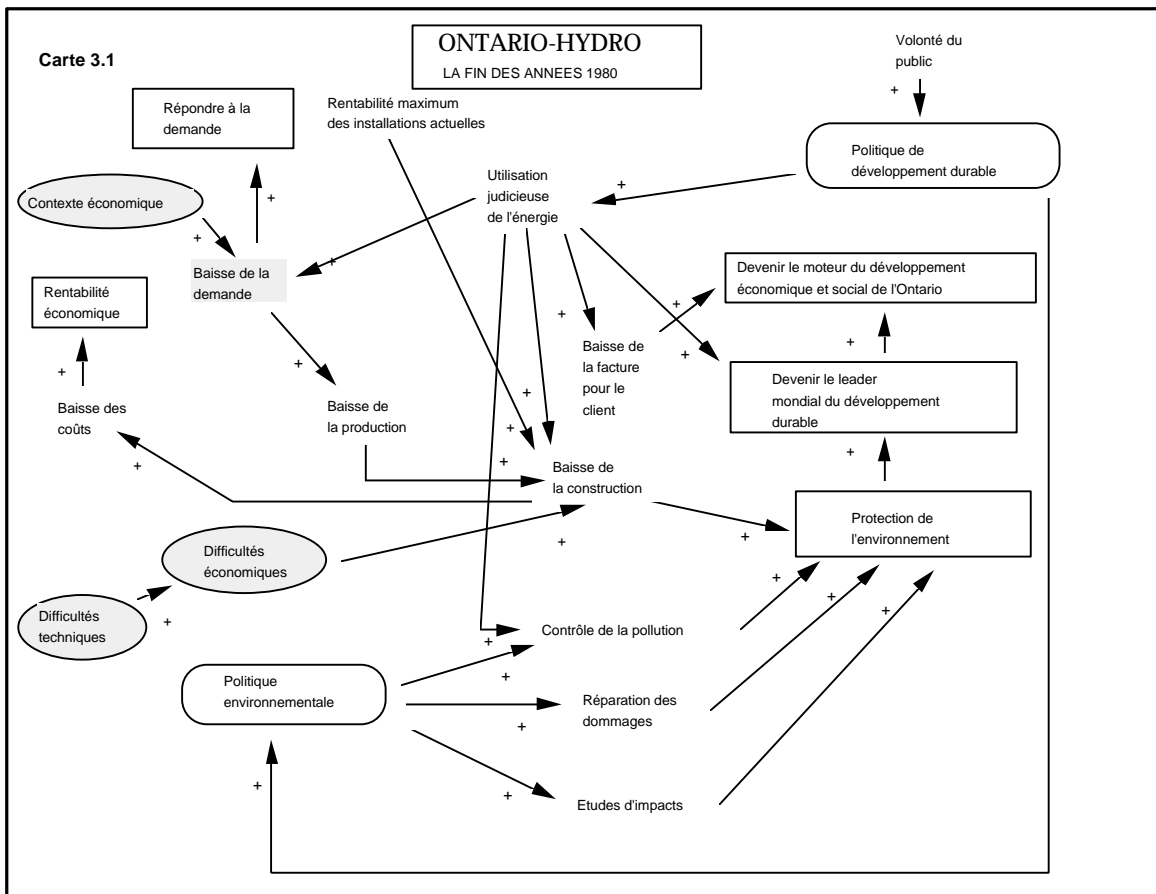 Carte 3.1
ONTARIO-HYDRO
LA FIN DES ANNEES 1980
Volonté du
public
+
Répondre à la
demande
Rentabilité maximum
des installations actuelles
Politique de
développement durable
Utilisation
judicieuse
de l'énergie
+
+
Contexte économique
+
Baisse de la
demande
+
Devenir le moteur du développement
économique et social de l'Ontario
Rentabilité
économique
+
+
Baisse de
la facture
pour le
client
+
+
+
Devenir le leader
mondial du développement
durable
+
Baisse des
coûts
Baisse de
la production
+
+
+
+
+
Baisse de
la construction
+
Protection de
l'environnement
+
+
Difficultés
économiques
Difficultés
techniques
+
+
+
+
Contrôle de la pollution
+
+
Politique
environnementale
Réparation des
dommages
+
+
+
Etudes d'impacts